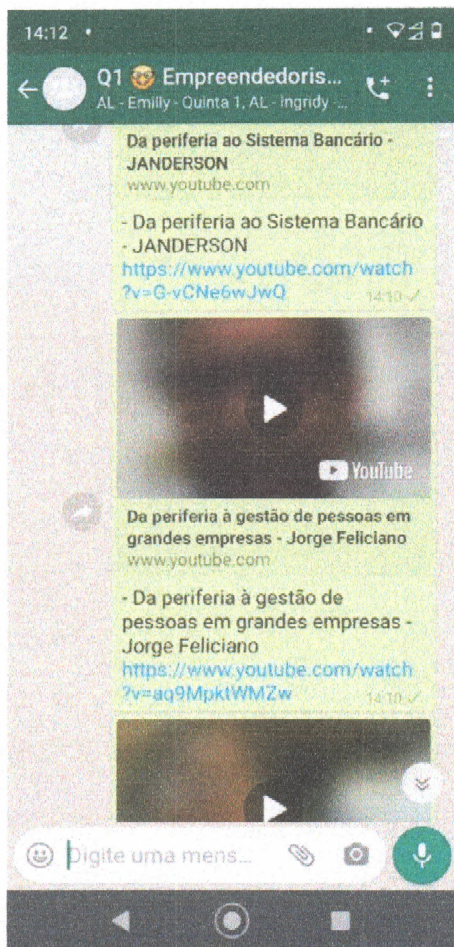 14:12
Q1 Empreendedoris...
AL - Emilly - Quinta 1, AL - Ingridy -...
Da periferia ao Sistema Bancário -
JANDERSON
www.youtube.com
- Da periferia ao Sistema Bancário
- JANDERSON
https://www.youtube.com/watch
?v=G-vCNe6wJwQ
14:10
YouTube
Da periferia à gestão de pessoas em
grandes empresas - Jorge Feliciano
www.youtube.com
- Da periferia à gestão de
pessoas em grandes empresas -
Jorge Feliciano
https://www.youtube.com/watch
?v=aq9MpktWMZw
14:10
Digite uma mens...